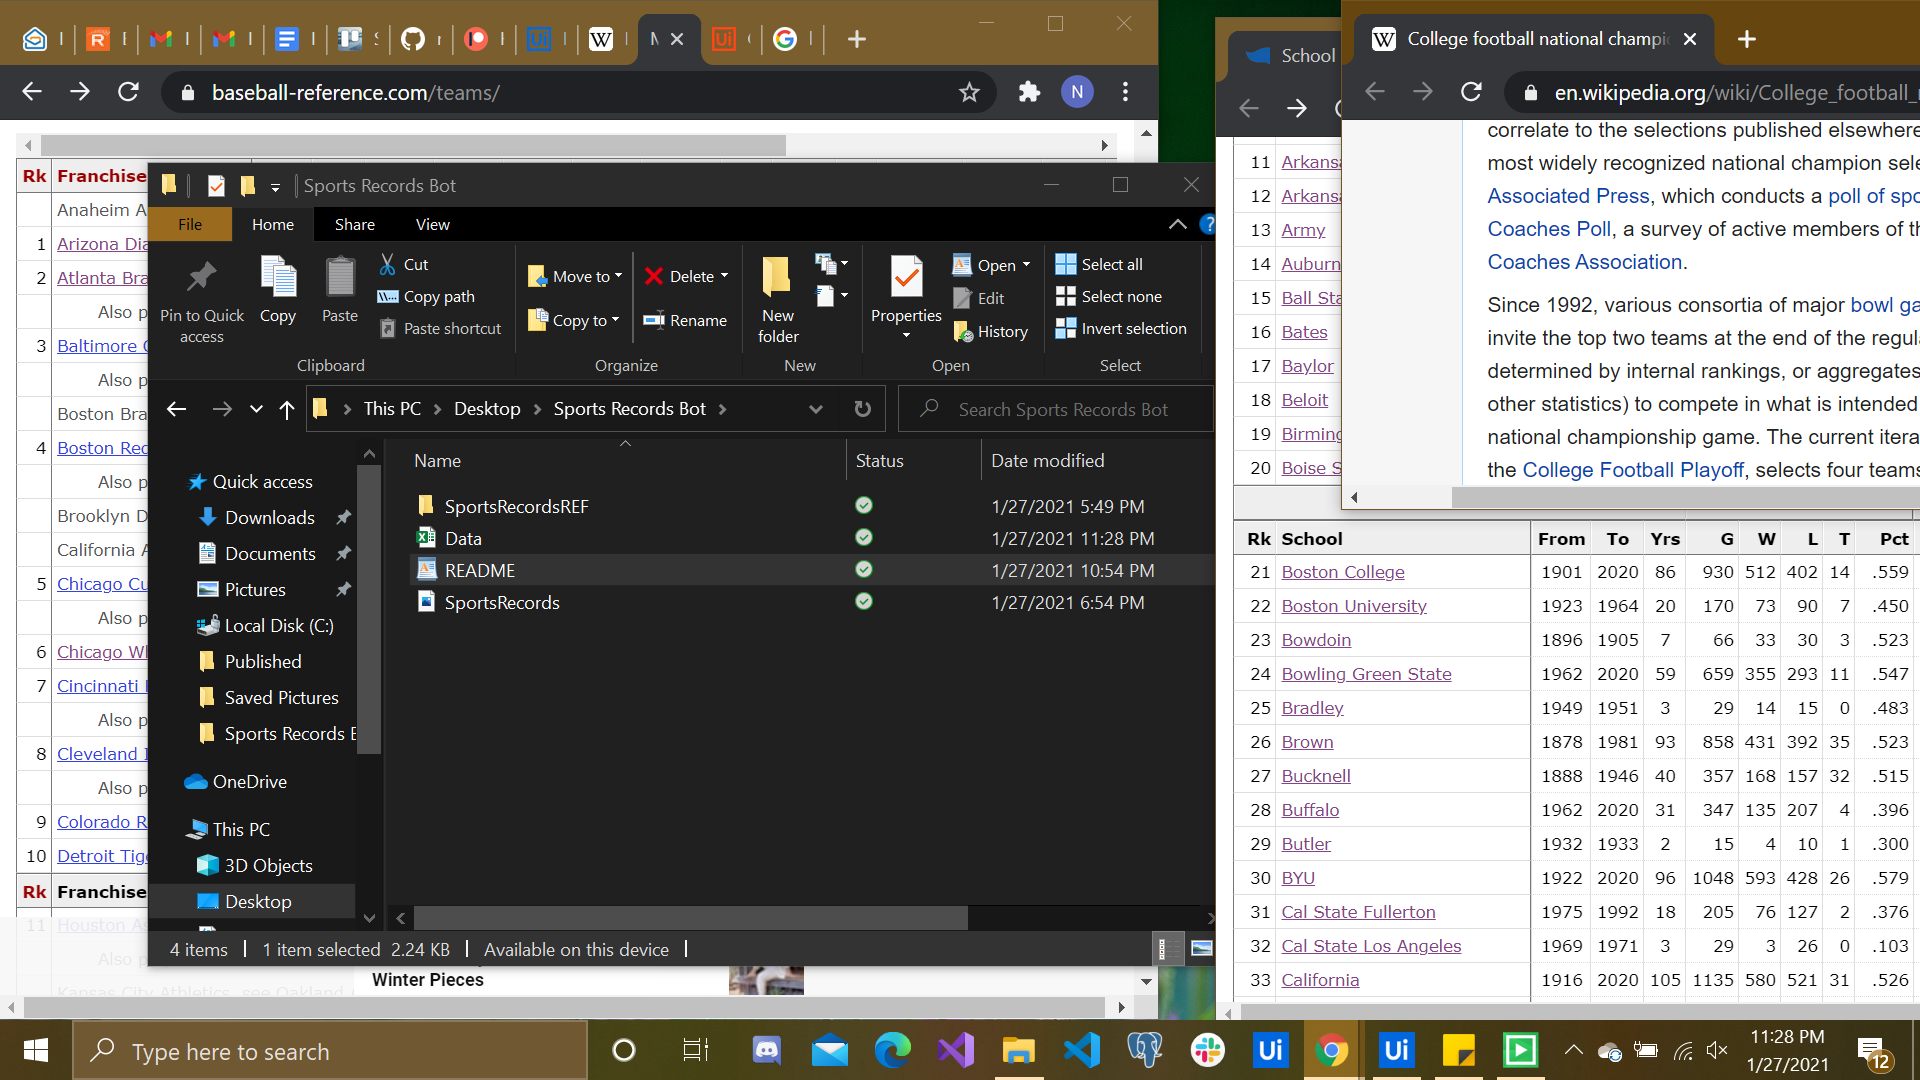 baseball-reference.com/teams/
N
Rk Franchise
Anaheim A
1 Arizona Dia
2 Atlanta Bra
Also p
3 Baltimore
Also p
Boston Bra
4 Boston Red
Also p
Brooklyn D
California A
5 Chicago Cu
Also p
6 Chicago Wh
7 Cincinnati
Also p
8 Cleveland I
Also p
9 Colorado R
10 Detroit Tige
Rk Franchise
11 Houston As
Also p
Kansas City Athletics, see Oakland
Winter Pieces
Sports Records Bot
File Home Share View
Pin to Quick access
Copy
Paste
Cut
Copy path
Paste shortcut
Clipboard
Move to
Copy to
Delete
Rename
Organize
New folder
New
Properties
Open
Edit
History
Open
Select all
Select none
Invert selection
Select
This PC > Desktop > Sports Records Bot >
Search Sports Records Bot
Quick access
Downloads
Documents
Pictures
Local Disk (C:)
Published
Saved Pictures
Sports Records B
OneDrive
This PC
3D Objects
Desktop
Name Status Date modified
SportsRecordsREF 1/27/2021 5:49 PM
Data 1/27/2021 11:28 PM
README 1/27/2021 10:54 PM
SportsRecords 1/27/2021 6:54 PM
4 items 1 item selected 2.24 KB Available on this device
School
11 Arkansa
12 Arkansa
13 Army
14 Auburn
15 Ball Sta
16 Bates
17 Baylor
18 Beloit
19 Birming
20 Boise S
Rk School From To Yrs G W L T Pct
21 Boston College 1901 2020 86 930 512 402 14 .559
22 Boston University 1923 1964 20 170 73 90 7 .450
23 Bowdoin 1896 1905 7 66 33 30 3 .523
24 Bowling Green State 1962 2020 59 659 355 293 11 .547
25 Bradley 1949 1951 3 29 14 15 0 .483
26 Brown 1878 1981 93 858 431 392 35 .523
27 Bucknell 1888 1946 40 357 168 157 32 .515
28 Buffalo 1962 2020 31 347 135 207 4 .396
29 Butler 1932 1933 2 15 4 10 1 .300
30 BYU 1922 2020 96 1048 593 428 26 .579
31 Cal State Fullerton 1975 1992 18 205 76 127 2 .376
32 Cal State Los Angeles 1969 1971 3 29 3 26 0 .103
33 California 1916 2020 105 1135 580 521 31 .526
College football national champi
en.wikipedia.org/wiki/College_football_
correlate to the selections published elsewhere
most widely recognized national champion sele
Associated Press, which conducts a poll of spo
Coaches Poll, a survey of active members of th
Coaches Association.
Since 1992, various consortia of major bowl ga
invite the top two teams at the end of the regula
determined by internal rankings, or aggregates
other statistics) to compete in what is intended
national championship game. The current itera
the College Football Playoff, selects four teams
Type here to search
Ui
Ui
11:28 PM
1/27/2021
12